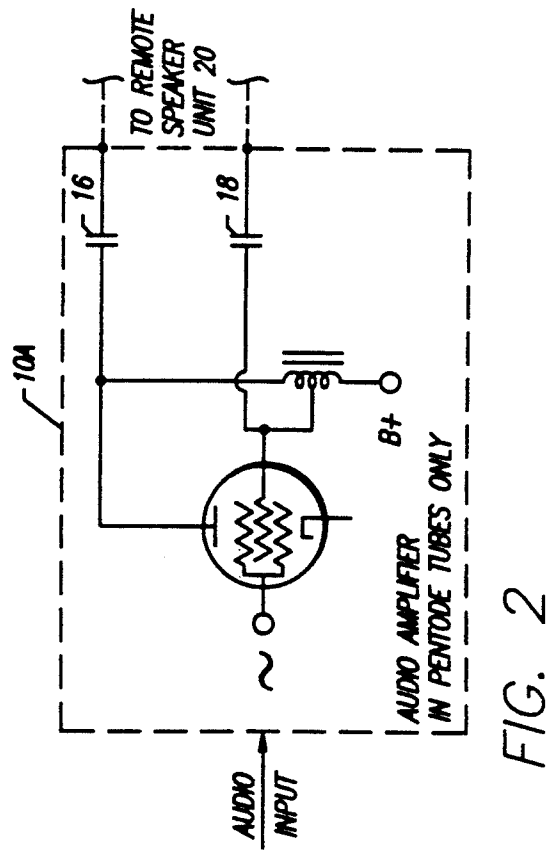 10A
16
18
TO REMOTE
SPEAKER
UNIT 20
B+
~
AUDIO
INPUT
AUDIO AMPLIFIER
IN PENTODE TUBES ONLY
FIG. 2